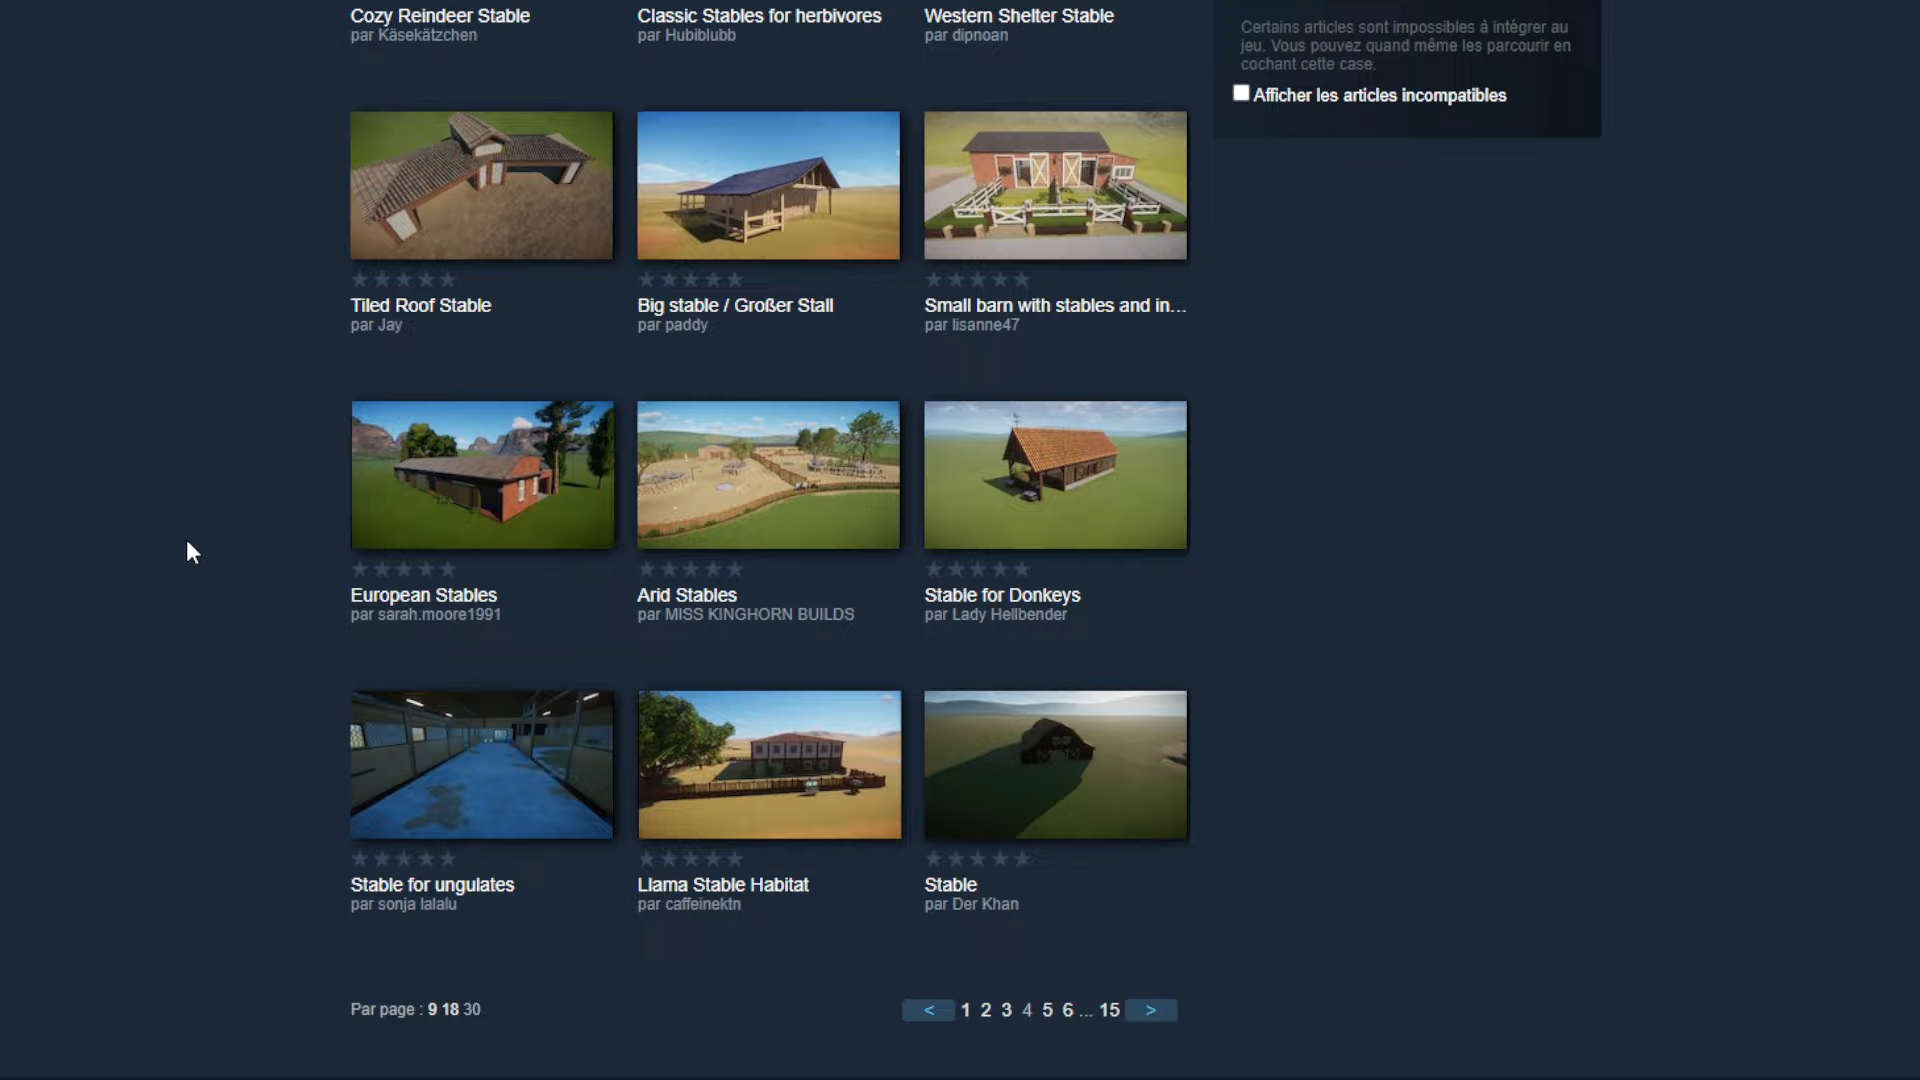 Cozy Reindeer Stable
par Käsekätzchen
Classic Stables for herbivores
par Hubiblubb
Western Shelter Stable
par dipnoan
Certains articles sont impossibles à intégrer au
jeu. Vous pouvez quand même les parcourir en
cochant cette case.
Afficher les articles incompatibles
Tiled Roof Stable
par Jay
Big stable / Großer Stall
par paddy
Small barn with stables and in...
par lisanne47
European Stables
par sarah.moore1991
Arid Stables
par MISS KINGHORN BUILDS
Stable for Donkeys
par Lady Hellbender
Stable for ungulates
par sonja lalalu
Llama Stable Habitat
par caffeinektn
Stable
par Der Khan
Par page : 9 18 30
< 1 2 3 4 5 6 ... 15 >